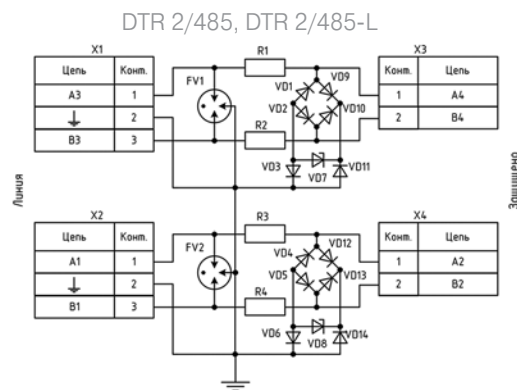 DTR 2/485, DTR 2/485-L
X1
Цепь Конт.
A3 1
2
B3 3
FV1
R1
R2
VD1
VD9
VD2
VD10
VD3
VD7
VD11
X3
Конт. Цепь
1 A4
2 B4
Линия
Защищено
X2
Цепь Конт.
A1 1
2
B1 3
FV2
R3
R4
VD4
VD12
VD5
VD13
VD6
VD8
VD14
X4
Конт. Цепь
1 A2
2 B2